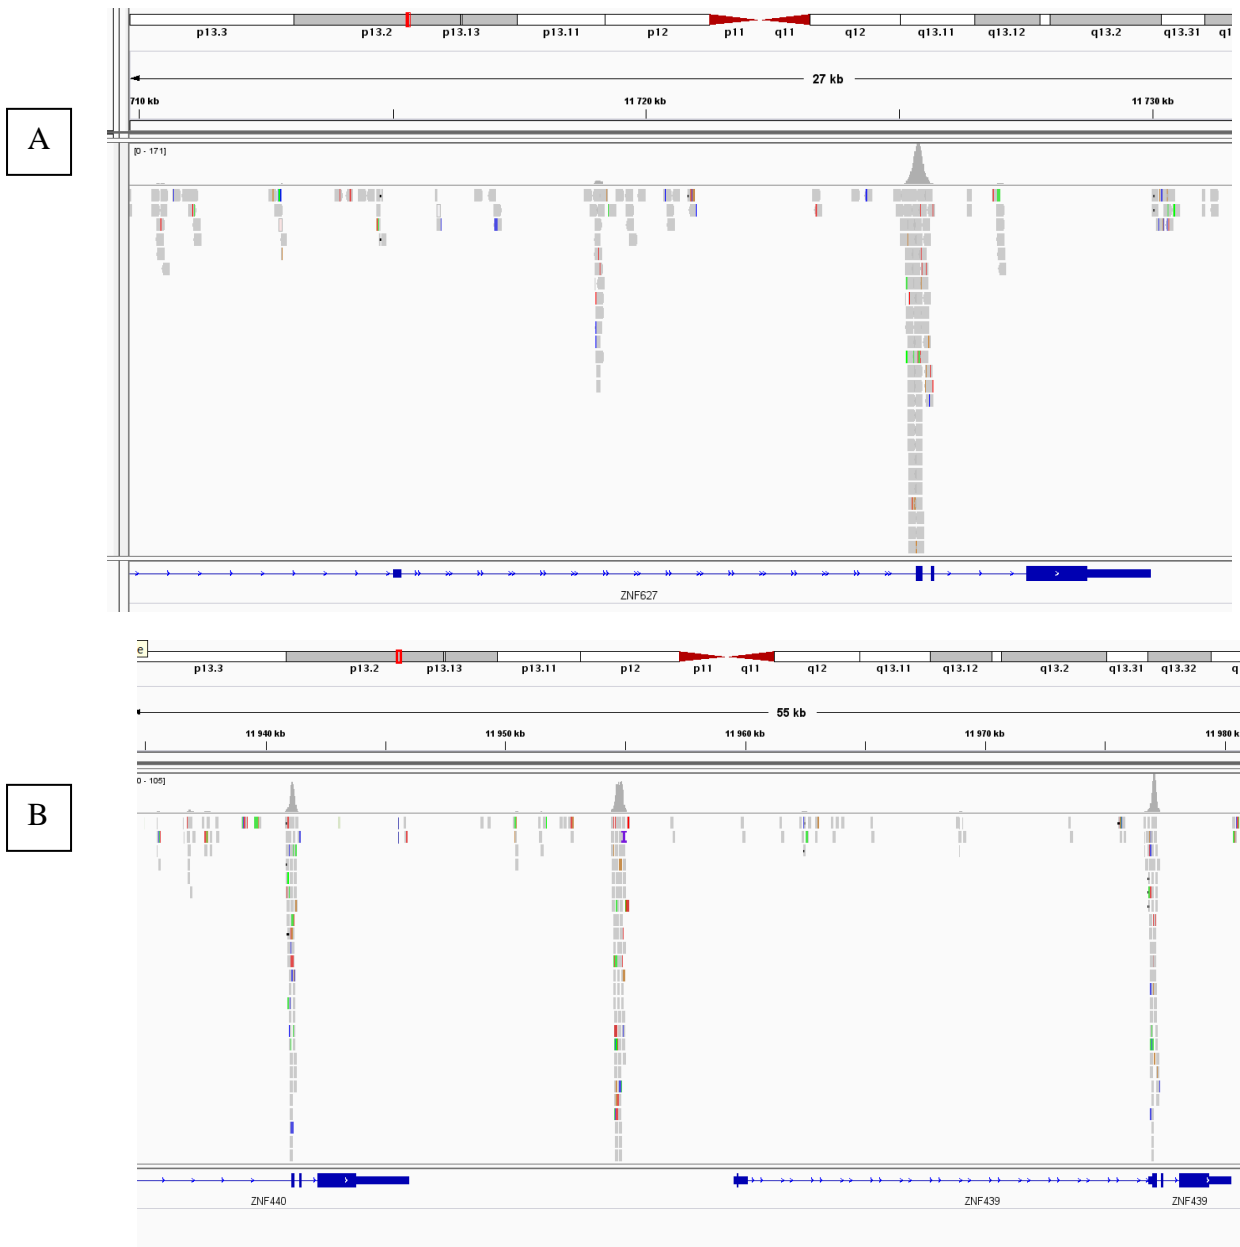 p13.3 p13.2 p13.13 p13.11 p12 p11 q11 q12 q13.11 q13.12 q13.2 q13.31 q1
27 kb
710 kb 11 720 kb 11 730 kb
A
[0 - 171]
ZNF627
e
p13.3 p13.2 p13.13 p13.11 p12 p11 q11 q12 q13.11 q13.12 q13.2 q13.31 q13.32 q
55 kb
11 940 kb 11 950 kb 11 960 kb 11 970 kb 11 980 k
B
0 - 105]
ZNF440 ZNF439 ZNF439